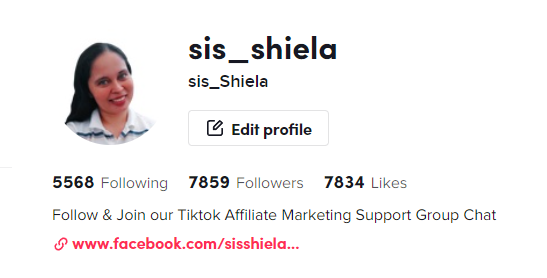 sis_shiela
sis_Shiela
Edit profile
5568 Following 7859 Followers 7834 Likes
Follow & Join our Tiktok Affiliate Marketing Support Group Chat
www.facebook.com/sisshiela...